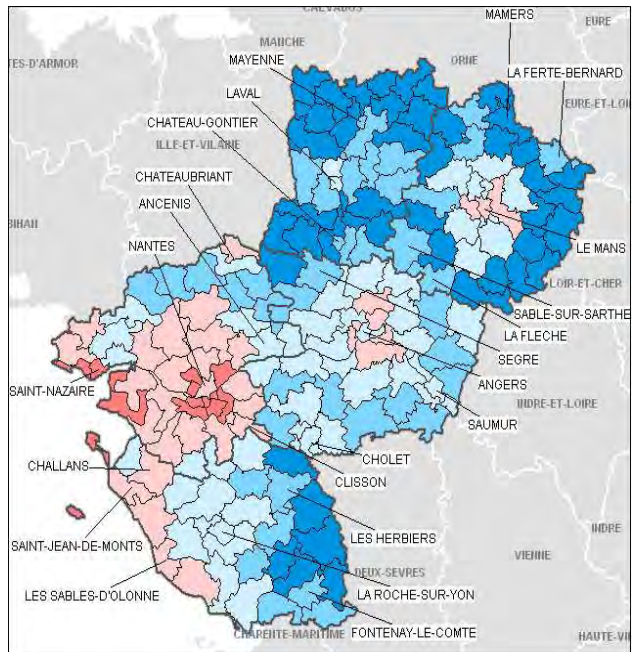 CALVADOS
MAMERS
MANCHE
EURE
ORNE
MAYENNE
TES-D'ARMOR
LA FERTE-BERNARD
LAVAL
EURE-ET-LOI
CHATEAU-GONTIER
ILLE-ET-VILAINE
CHATEAUBRIANT
ANCENIS
BIHAN
NANTES
LE MANS
LOIR-ET-CHER
SABLE-SUR-SARTHE
LA FLECHE
SEGRE
SAINT-NAZAIRE
ANGERS
INDRE-ET-LOIRE
SAUMUR
CHOLET
CHALLANS
CLISSON
INDRE
LES HERBIERS
SAINT-JEAN-DE-MONTS
VIENNE
DEUX-SEVRES
LES SABLES-D'OLONNE
LA ROCHE-SUR-YON
FONTENAY-LE-COMTE
CHARENTE-MARITIME
HAUTE-VI